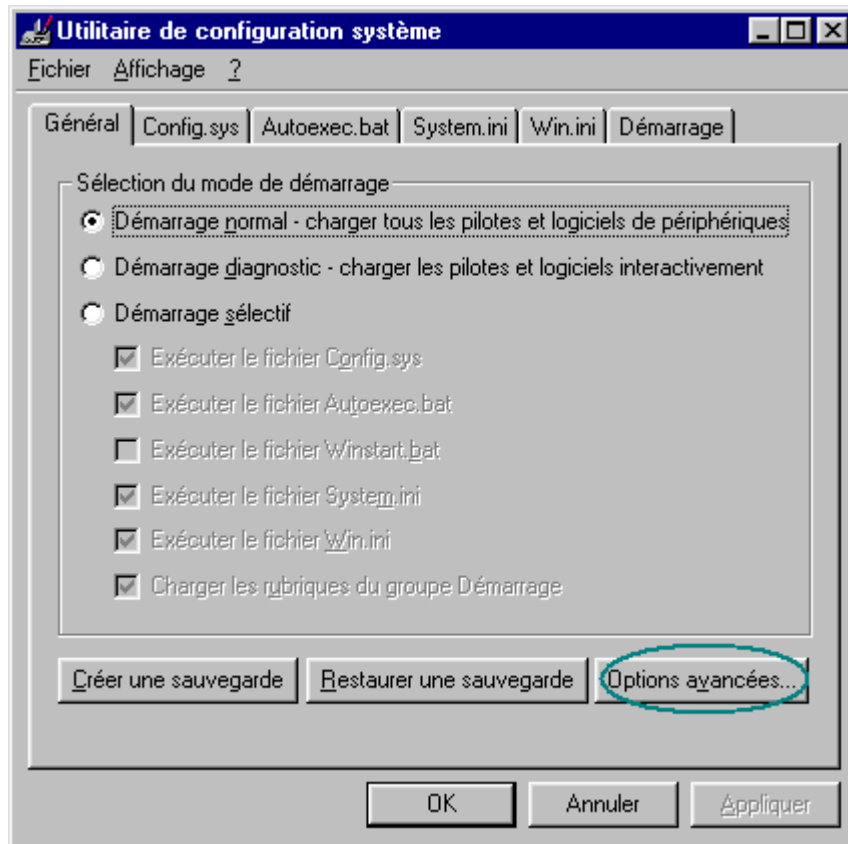 Utilitaire de configuration système
Fichier Affichage ?
Général Config.sys Autoexec.bat System.ini Win.ini Démarrage
Sélection du mode de démarrage
Démarrage normal - charger tous les pilotes et logiciels de périphériques
Démarrage diagnostic - charger les pilotes et logiciels interactivement
Démarrage sélectif
Exécuter le fichier Config.sys
Exécuter le fichier Autoexec.bat
Exécuter le fichier Winstart.bat
Exécuter le fichier System.ini
Exécuter le fichier Win.ini
Charger les rubriques du groupe Démarrage
Créer une sauvegarde Restaurer une sauvegarde Options avancées...
OK Annuler Appliquer